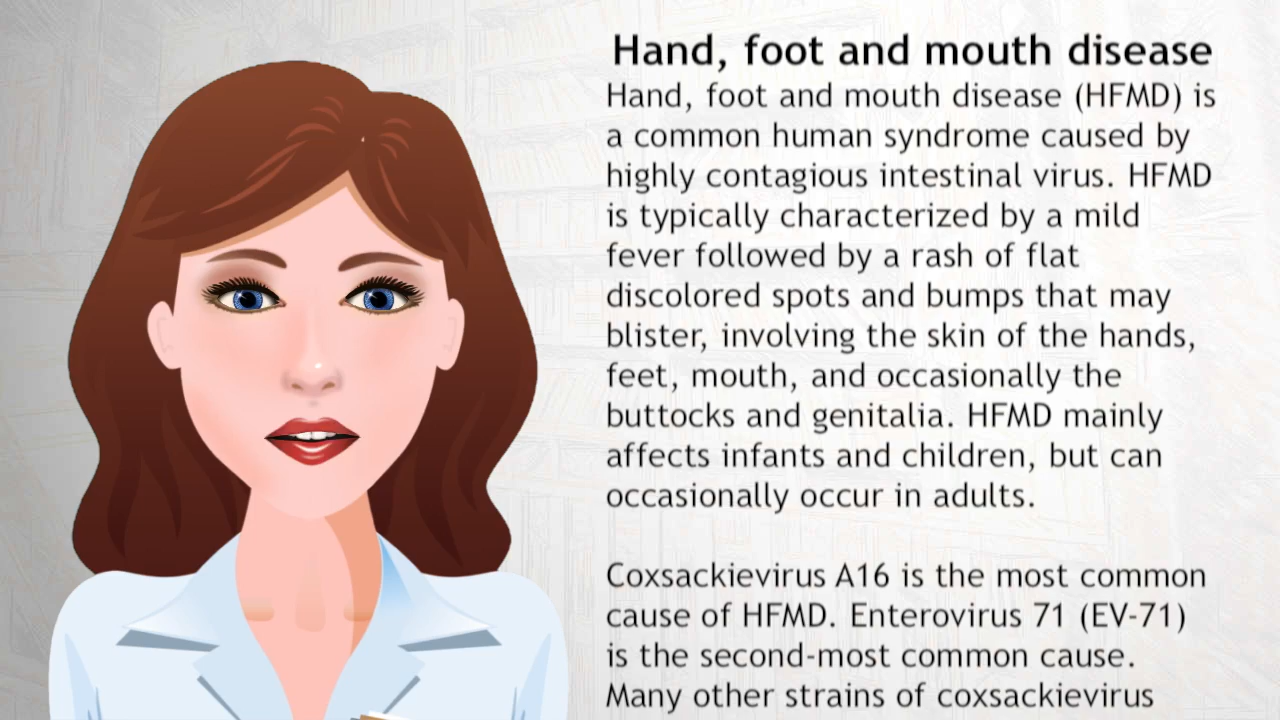 Hand, foot and mouth disease
Hand, foot and mouth disease (HFMD) is
a common human syndrome caused by
highly contagious intestinal virus. HFMD
is typically characterized by a mild
fever followed by a rash of flat
discolored spots and bumps that may
blister, involving the skin of the hands,
feet, mouth, and occasionally the
buttocks and genitalia. HFMD mainly
affects infants and children, but can
occasionally occur in adults.
Coxsackievirus A16 is the most common
cause of HFMD. Enterovirus 71 (EV-71)
is the second-most common cause.
Many other strains of coxsackievirus